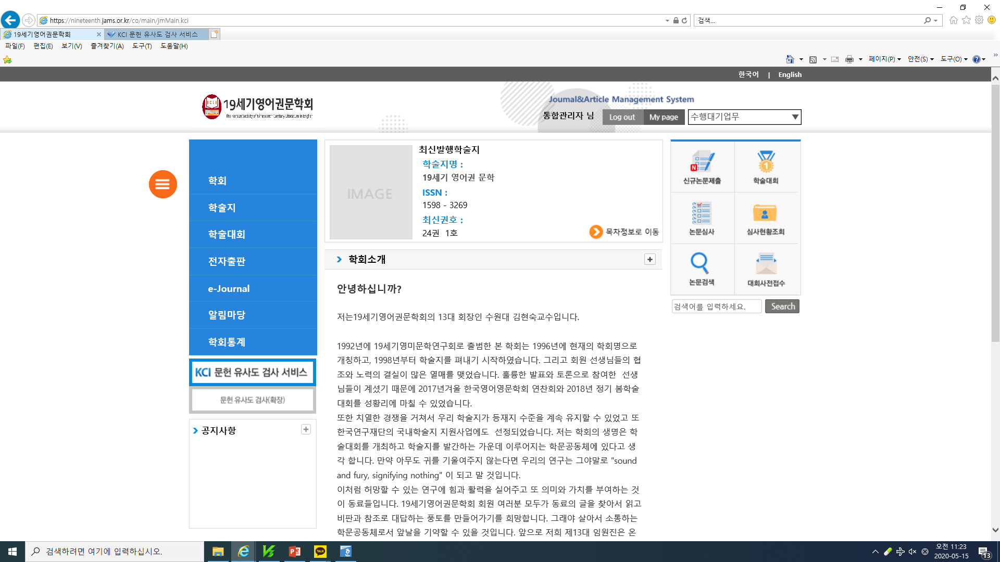 https://nineteenth.jams.or.kr/co/main/jmMain.kci
검색...
19세기영어권문학회
KCI 문헌 유사도 검사 서비스
파일(F) 편집(E) 보기(V) 즐겨찾기(A) 도구(T) 도움말(H)
페이지(P) 안전(S) 도구(O)
한국어 | English
19세기영어권문학회
The Korean Society of Nineteenth Century Literature in English
Journal&Article Management System
통합관리자 님 Log out My page 수행대기업무
학회
학술지
학술대회
전자출판
e-Journal
알림마당
학회통계
KCI 문헌 유사도 검사 서비스
문헌 유사도 검사(확장)
공지사항
IMAGE
최신발행학술지
학술지명 :
19세기 영어권 문학
ISSN :
1598 - 3269
최신권호 :
24권 1호
목차정보로 이동
학회소개
안녕하십니까?
저는19세기영어권문학회의 13대 회장인 수원대 김현숙교수입니다.
1992년에 19세기영미문학연구회로 출범한 본 학회는 1996년에 현재의 학회명으로
개칭하고, 1998년부터 학술지를 펴내기 시작하였습니다. 그리고 회원 선생님들의 협
조와 노력의 결실이 많은 열매를 맺었습니다. 훌륭한 발표와 토론으로 참여한 선생
님들이 계셨기 때문에 2017년겨울 한국영어영문학회 연찬회와 2018년 정기 봄학술
대회를 성황리에 마칠 수 있었습니다.
또한 치열한 경쟁을 거쳐서 우리 학술지가 등재지 수준을 계속 유지할 수 있었고 또
한국연구재단의 국내학술지 지원사업에도 선정되었습니다. 저는 학회의 생명은 학
술대회를 개최하고 학술지를 발간하는 가운데 이루어지는 학문공동체에 있다고 생
각 합니다. 만약 아무도 귀를 기울여주지 않는다면 우리의 연구는 그야말로 "sound
and fury, signifying nothing" 이 되고 말 것입니다.
이처럼 허망할 수 있는 연구에 힘과 활력을 실어주고 또 의미와 가치를 부여하는 것
이 동료들입니다. 19세기영어권문학회 회원 여러분 모두가 동료의 글을 찾아서 읽고
비판과 참조로 대답하는 풍토를 만들어가기를 희망합니다. 그래야 살아서 소통하는
학문공동체로서 앞날을 기약할 수 있을 것입니다. 앞으로 저희 제13대 임원진은 온
신규논문제출
학술대회
논문심사
심사현황조회
논문검색
대회사전접수
검색어를 입력하세요. Search
검색하려면 여기에 입력하십시오.
TALK
오전 11:23
2020-05-15
13